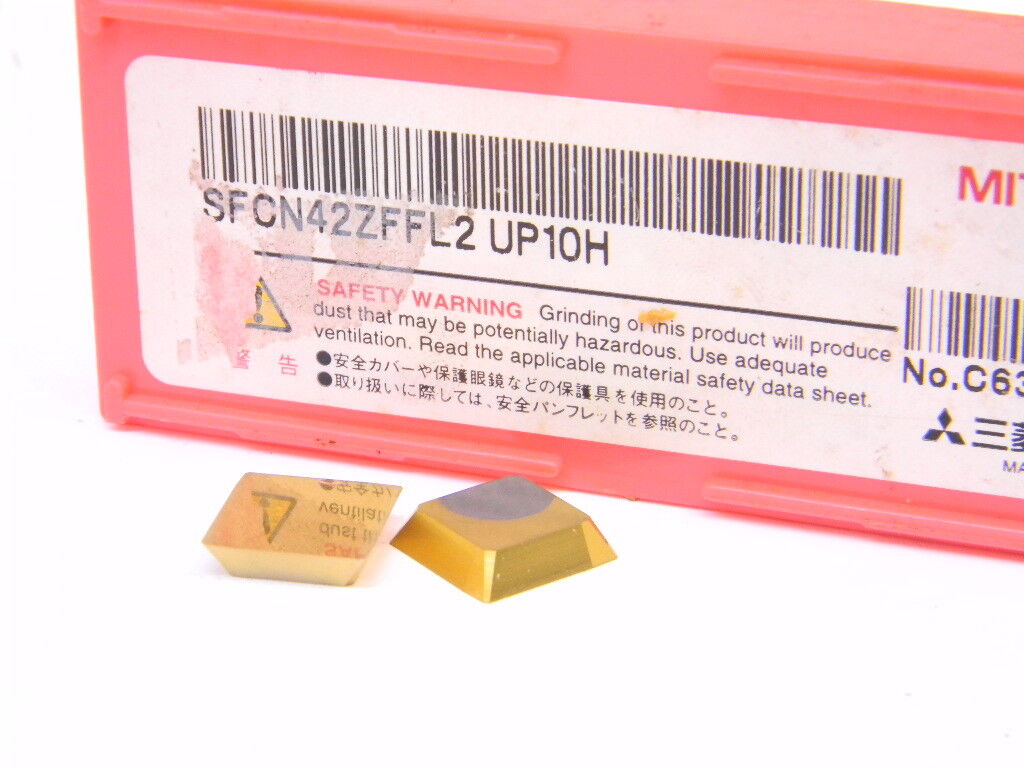 SFCN42ZFFL2 UP10H
MIT
SAFETY WARNING Grinding of this product will produce
dust that may be potentially hazardous. Use adequate
ventilation. Read the applicable material safety data sheet.
警告
●安全カバーや保護眼鏡などの保護具を使用のこと。
●取り扱いに際しては、安全パンフレットを参照のこと。
No.C63
三
MA